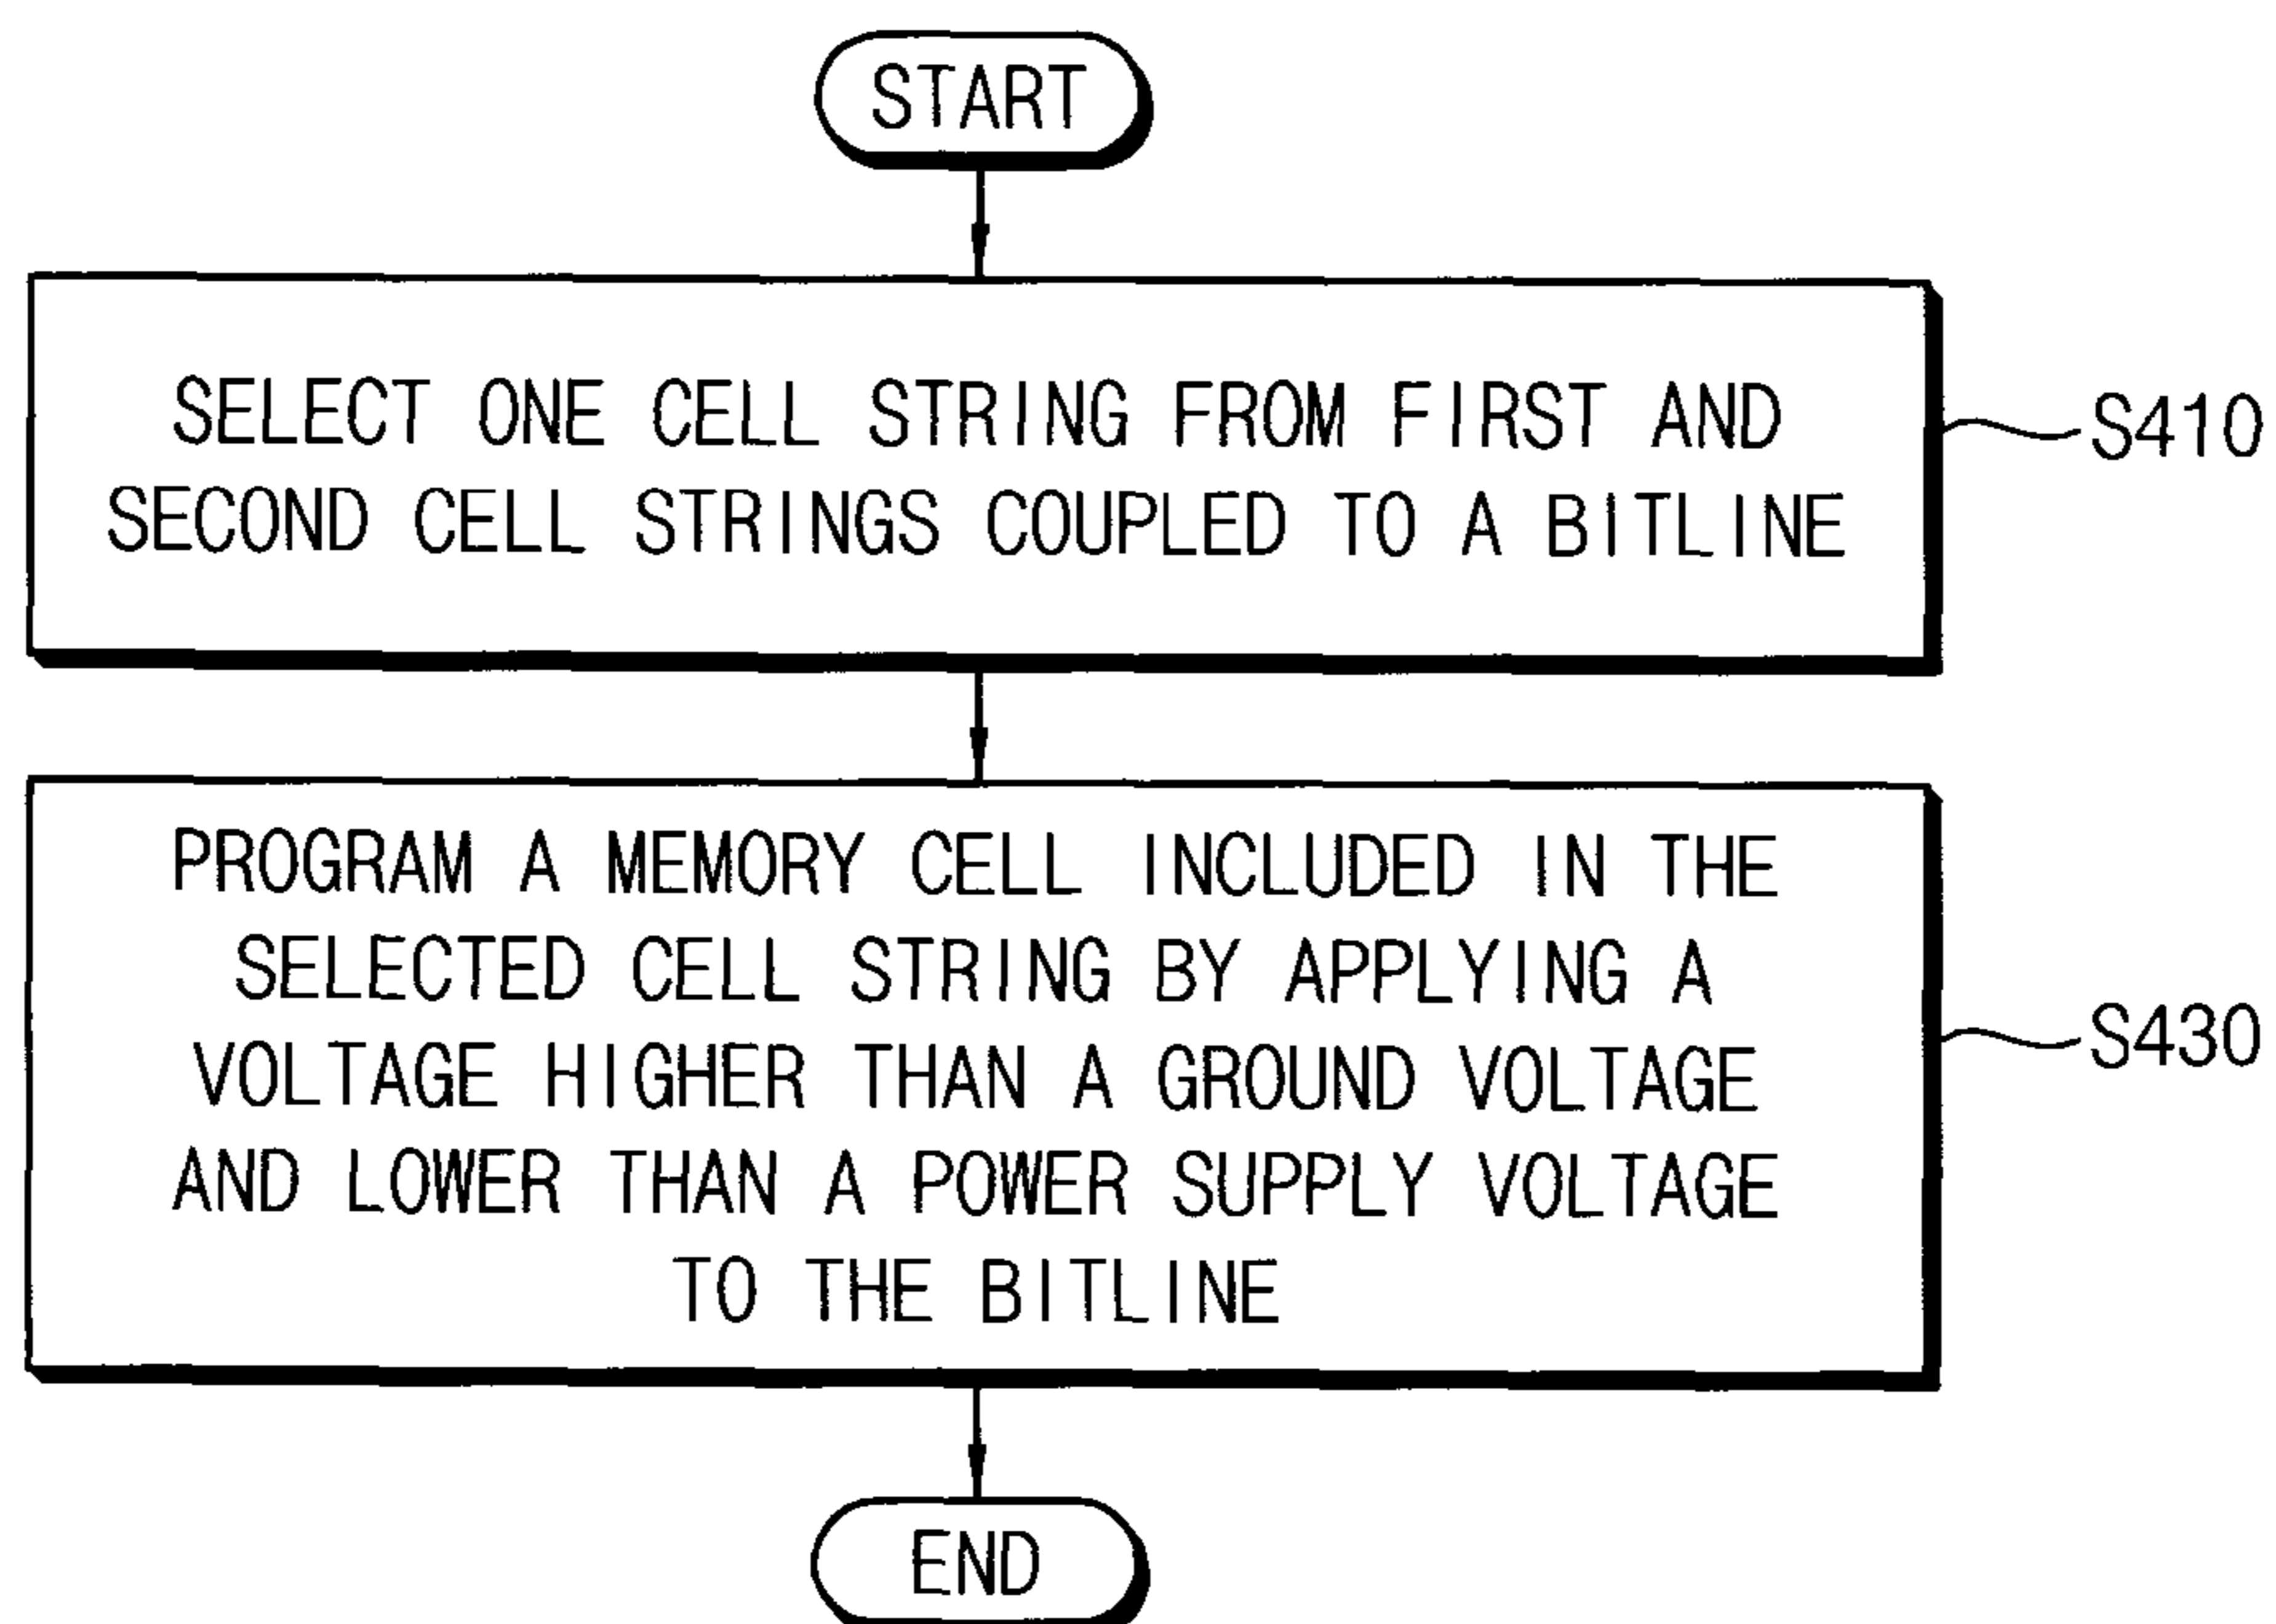 START
SELECT ONE CELL STRING FROM FIRST AND
SECOND CELL STRINGS COUPLED TO A BITLINE
S410
PROGRAM A MEMORY CELL INCLUDED IN THE
SELECTED CELL STRING BY APPLYING A
VOLTAGE HIGHER THAN A GROUND VOLTAGE
AND LOWER THAN A POWER SUPPLY VOLTAGE
TO THE BITLINE
S430
END